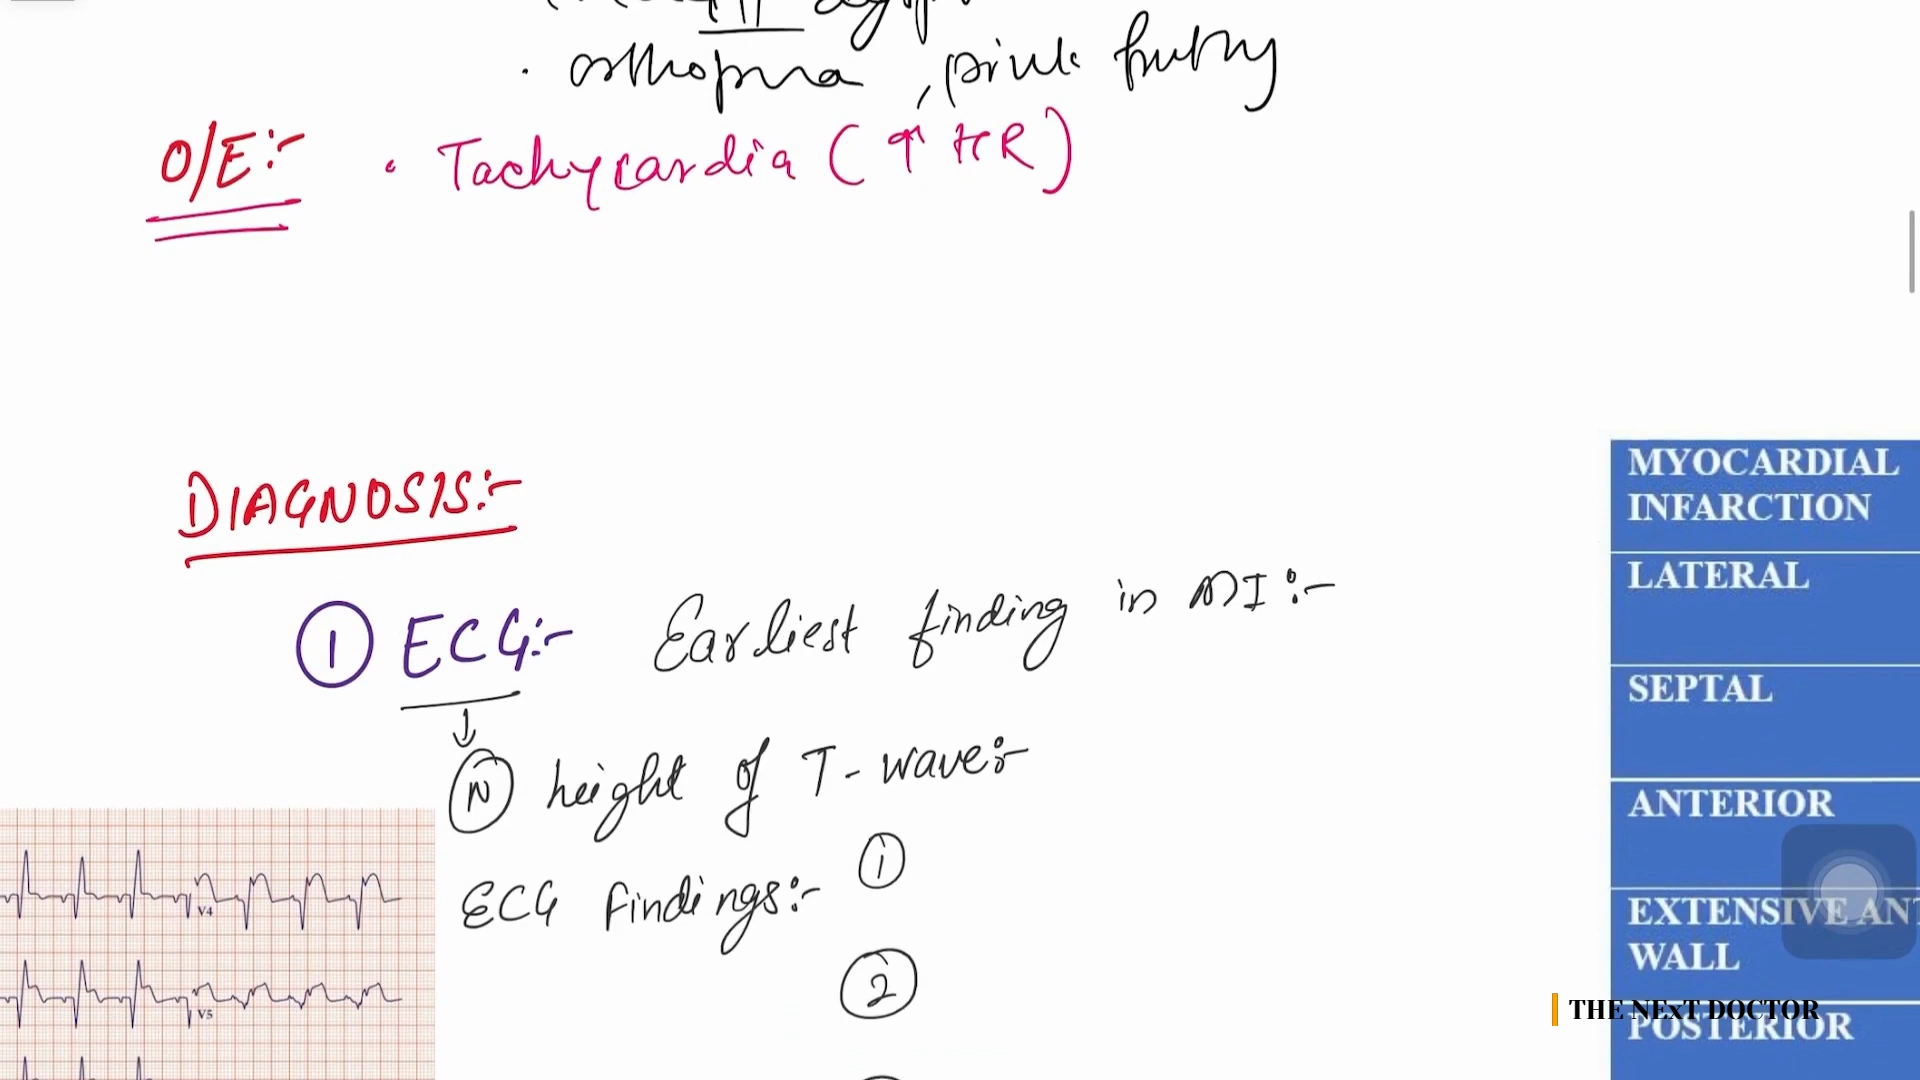 orthopnea, pink frothy
O/E:-
• Tachycardia (↑ HR)
DIAGNOSIS:-
① ECG:- Earliest finding in MI:-
↓
Ⓝ height of T-wave:-
ECG findings:- ①
②
V4
V5
MYOCARDIAL
INFARCTION
LATERAL
SEPTAL
ANTERIOR
EXTENSIVE ANT
WALL
POSTERIOR
THE NExT DOCTOR